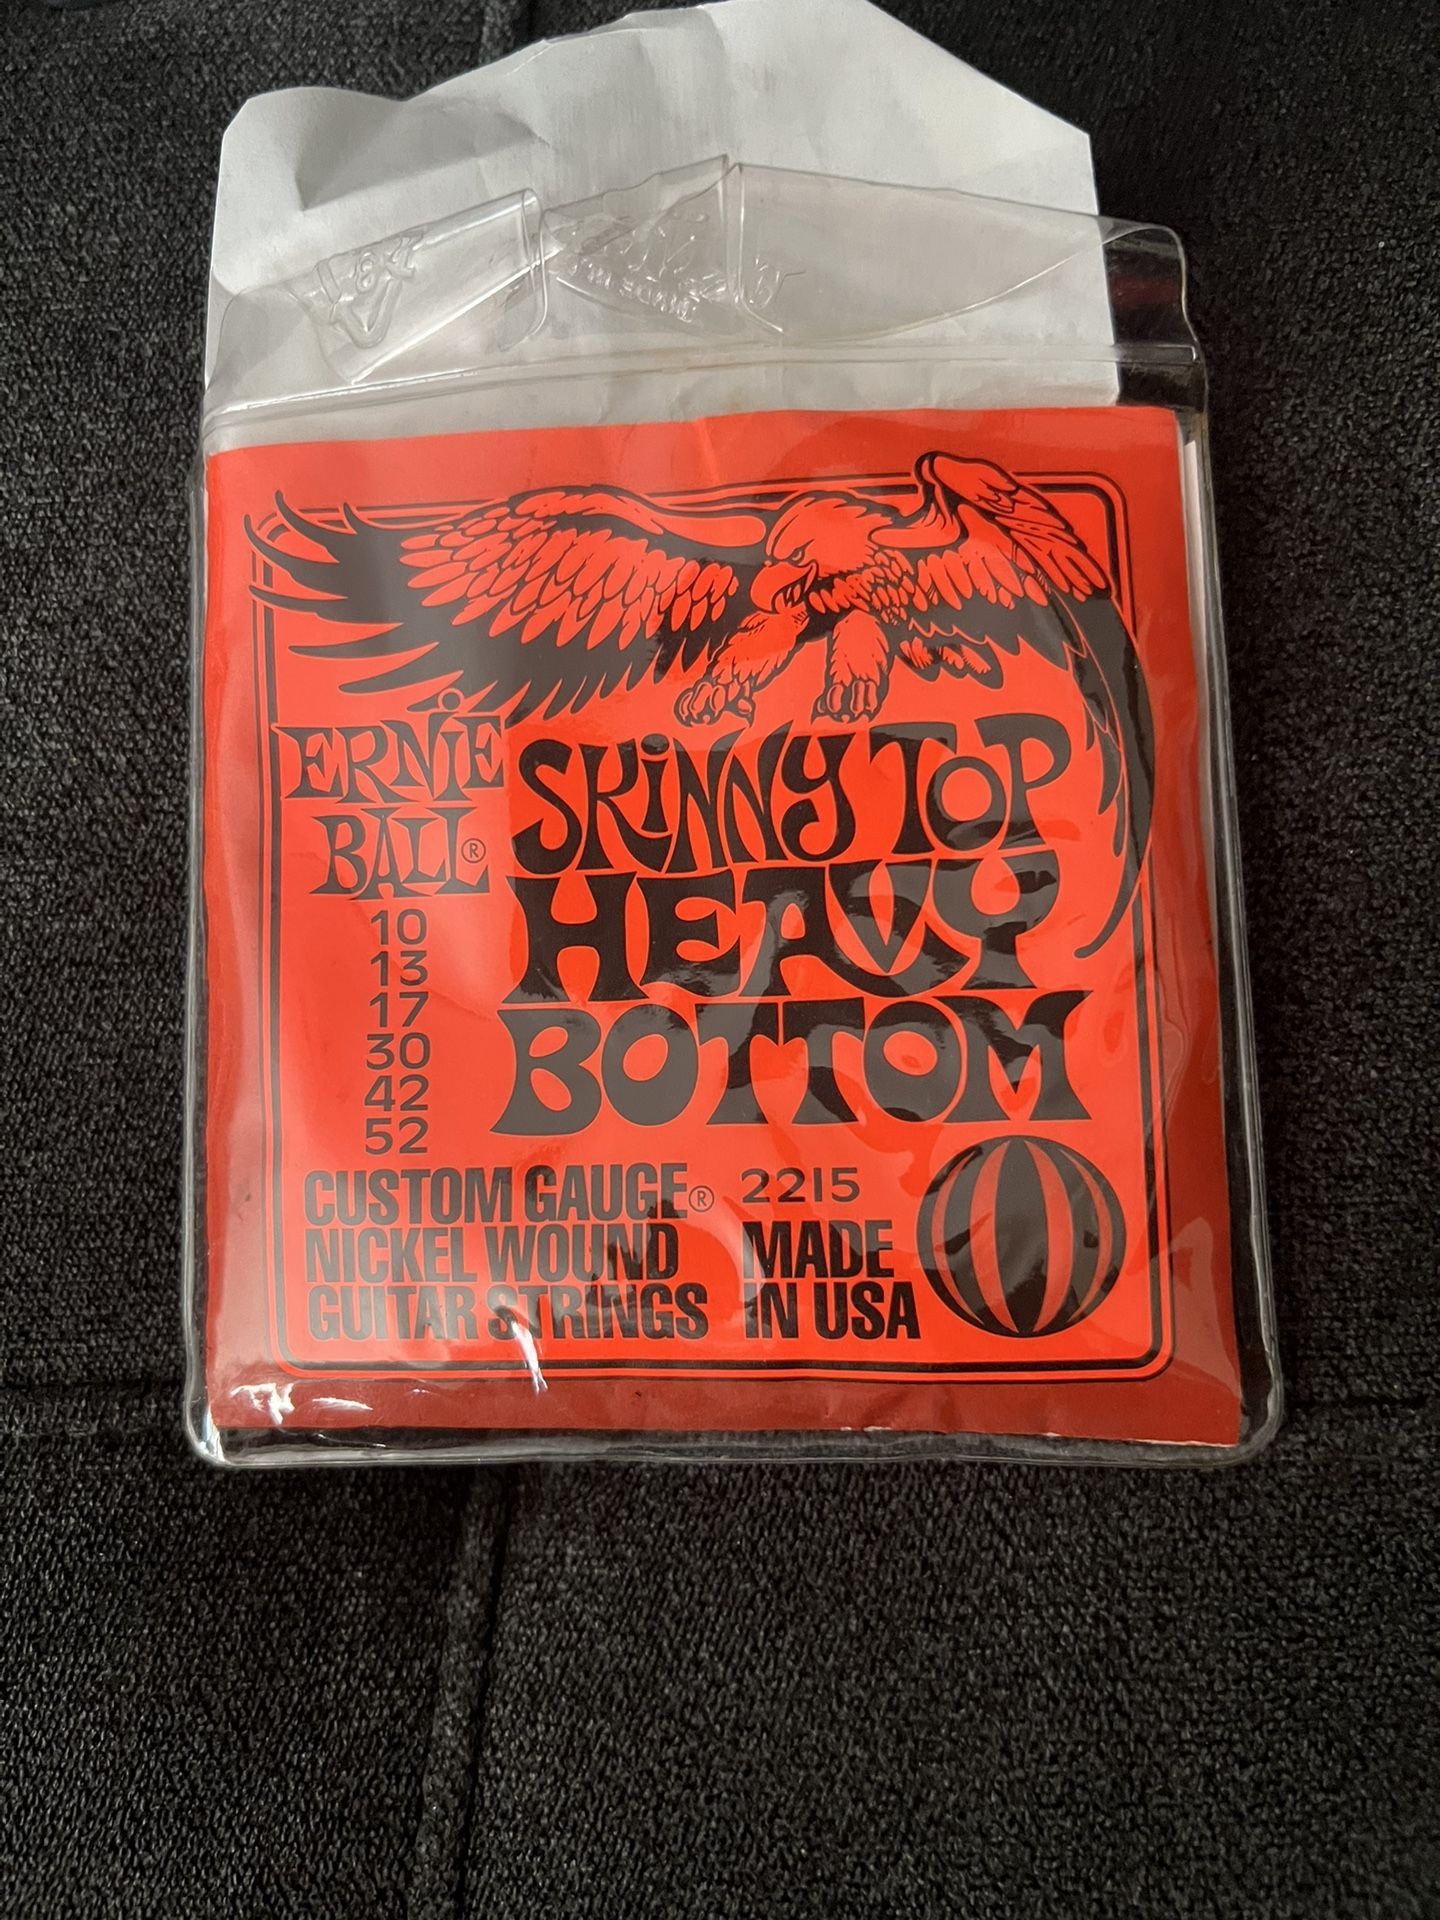 ERNiE
BALL®
SKiNNY TOP
HEAVY
BOTTOM
10
13
17
30
42
52
CUSTOM GAUGE®
NICKEL WOUND
GUITAR STRINGS
2215
MADE
IN USA